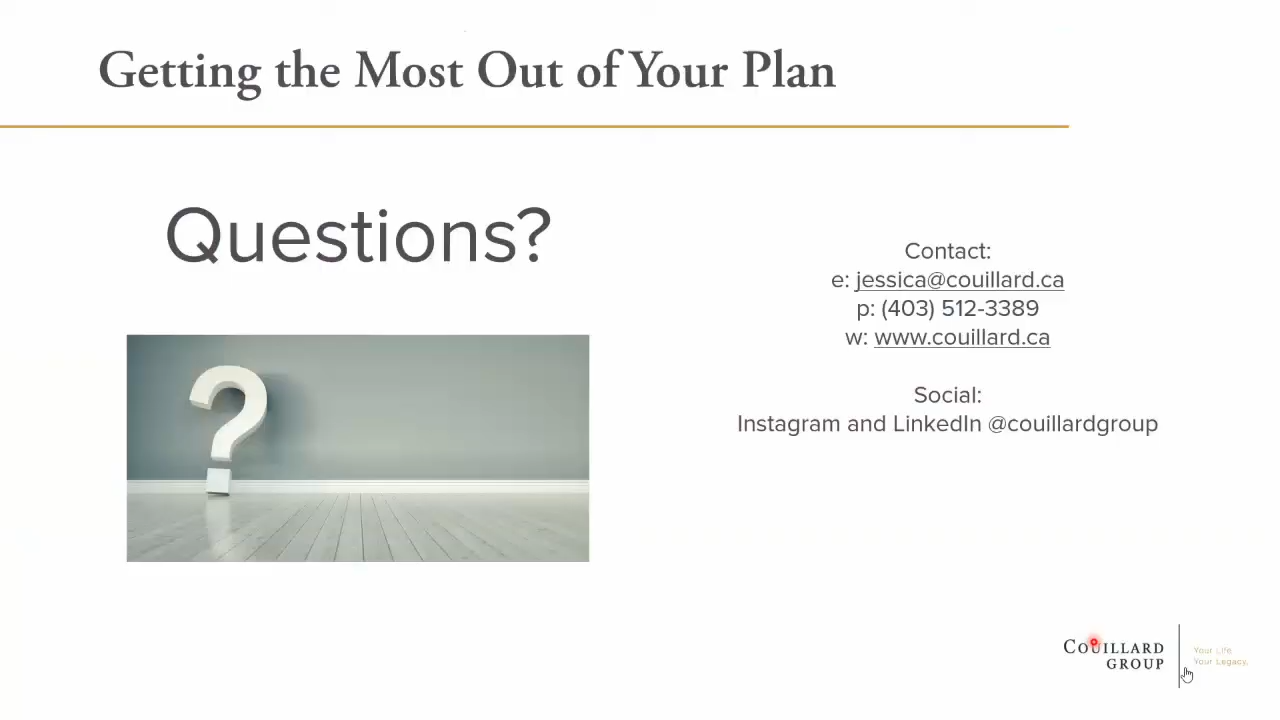 Getting the Most Out of Your Plan
Questions?
Contact:
e: jessica@couillard.ca
p: (403) 512-3389
w: www.couillard.ca
Social:
Instagram and LinkedIn @couillardgroup
COUILLARD
GROUP
Your Life.
Your Legacy.